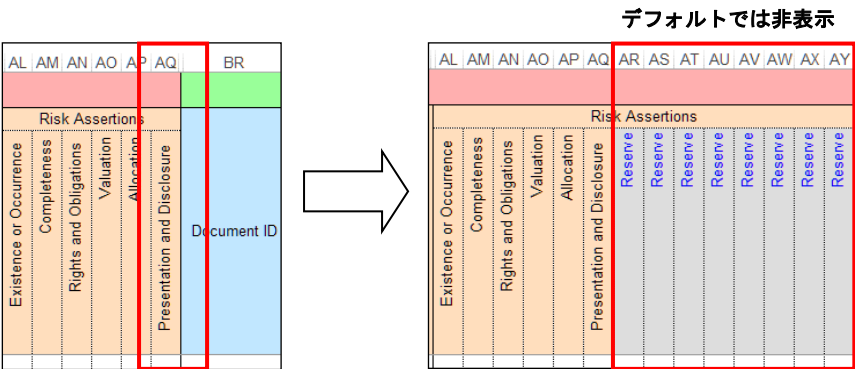 デフォルトでは非表示
AL AM AN AO AP AQ BR
Risk Assertions
Existence or Occurrence
Completeness
Rights and Obligations
Valuation
Allocation
Presentation and Disclosure
Document ID
AL AM AN AO AP AQ AR AS AT AU AV AW AX AY
Risk Assertions
Existence or Occurrence
Completeness
Rights and Obligations
Valuation
Allocation
Presentation and Disclosure
Reserve
Reserve
Reserve
Reserve
Reserve
Reserve
Reserve
Reserve